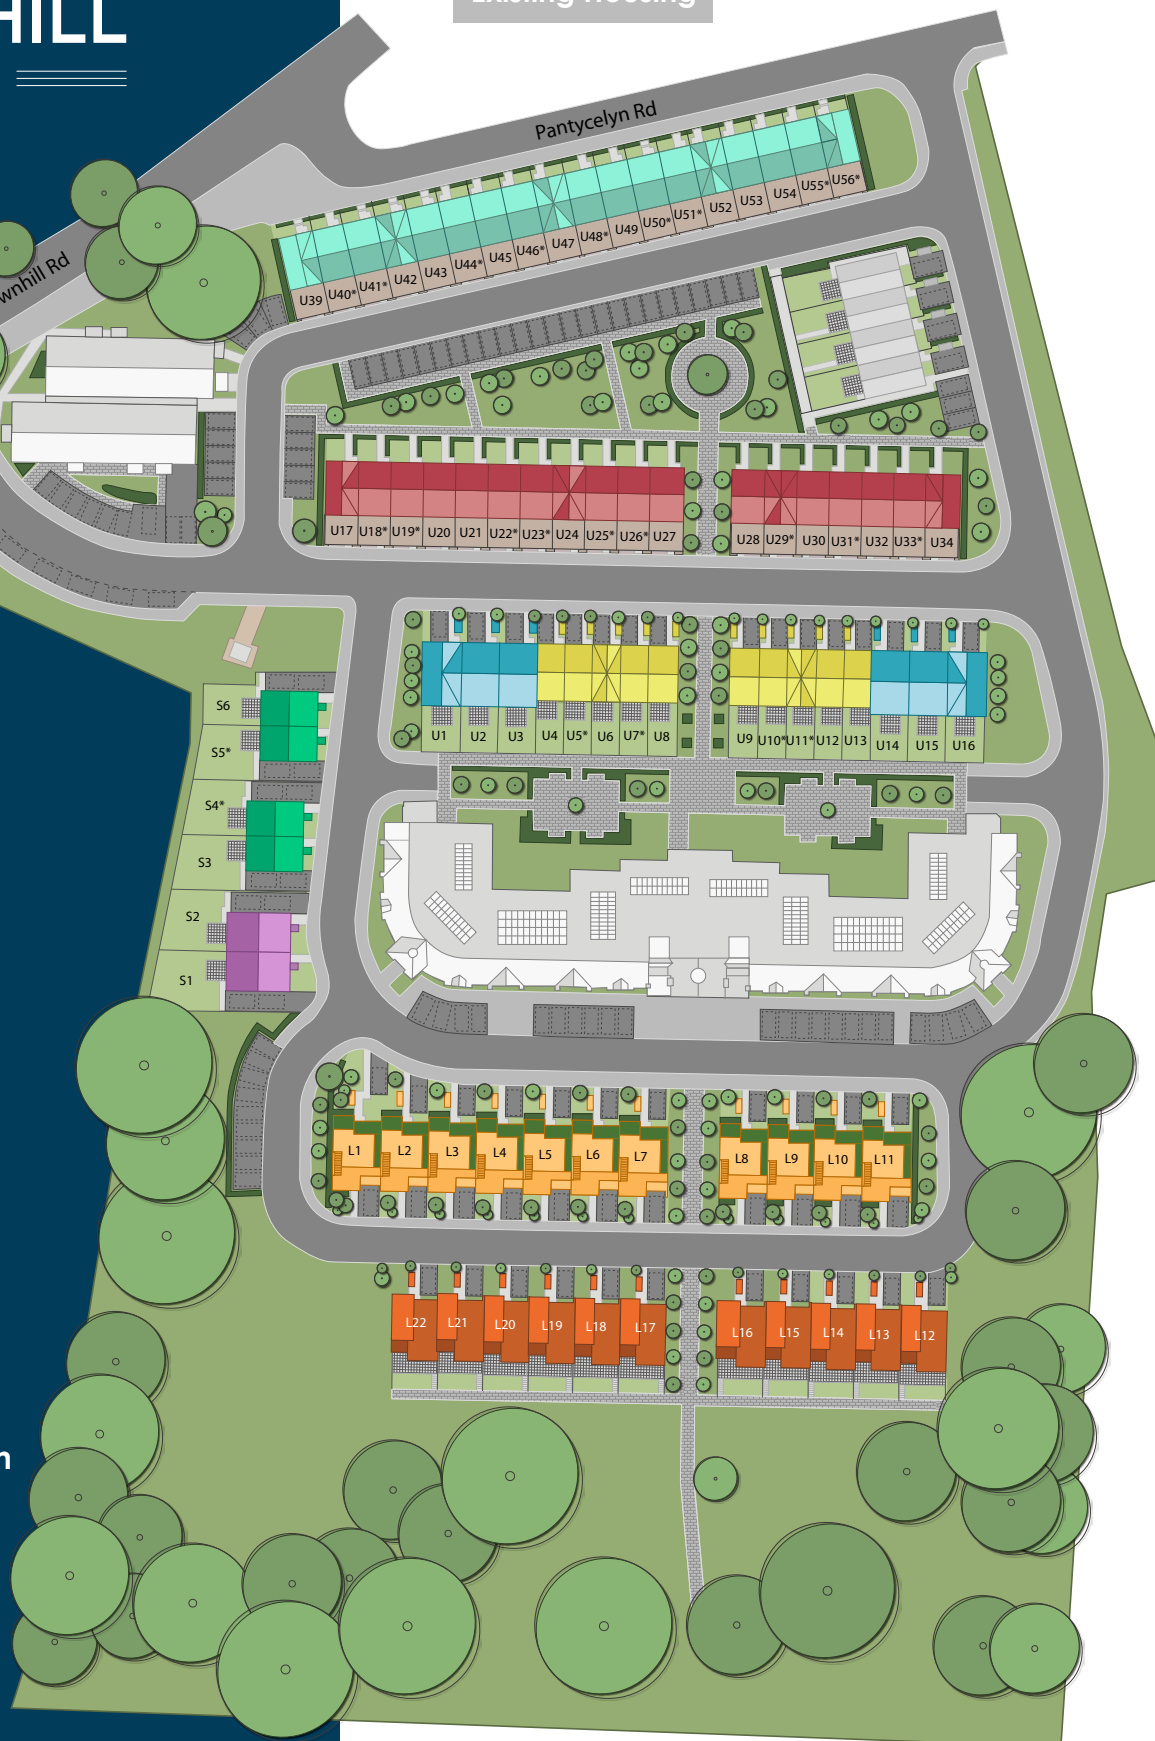 HILL
Existing Housing
Pantycelyn Rd
wnhill Rd
U39 U40* U41* U42 U43 U44* U45 U46* U47 U48* U49 U50* U51* U52 U53 U54 U55* U56*
U17 U18* U19* U20 U21 U22* U23* U24 U25* U26* U27
U28 U29* U30 U31* U32 U33* U34
U1 U2 U3 U4 U5* U6 U7* U8
U9 U10* U11* U12 U13 U14 U15 U16
S6
S5*
S4*
S3
S2
S1
L1 L2 L3 L4 L5 L6 L7
L8 L9 L10 L11
L22 L21 L20 L19 L18 L17
L16 L15 L14 L13 L12
n